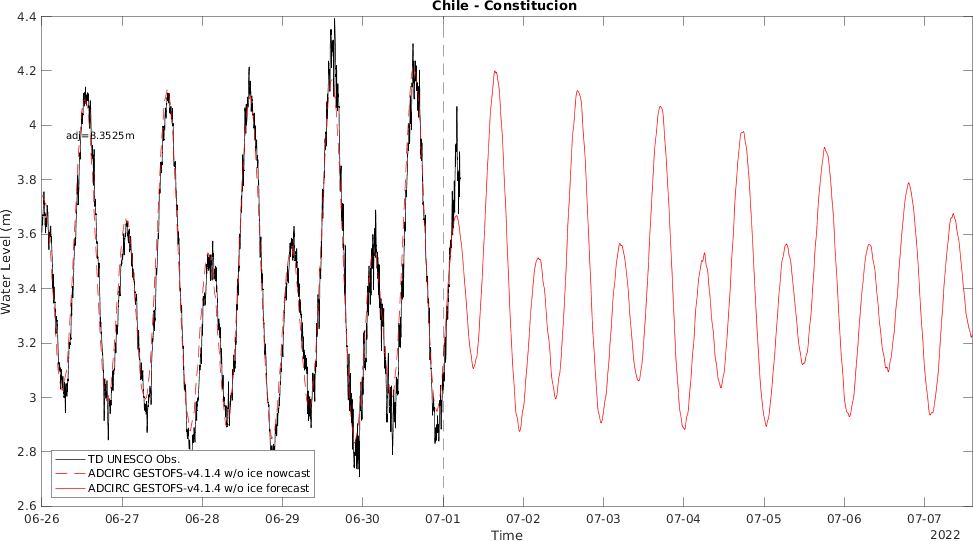 Chile - Constitucion
Water Level (m)
4.4
4.2
4
3.8
3.6
3.4
3.2
3
2.8
2.6
adj=3.3525m
TD UNESCO Obs.
ADCIRC GESTOFS-v4.1.4 w/o ice nowcast
ADCIRC GESTOFS-v4.1.4 w/o ice forecast
06-26 06-27 06-28 06-29 06-30 07-01 07-02 07-03 07-04 07-05 07-06 07-07
Time
2022